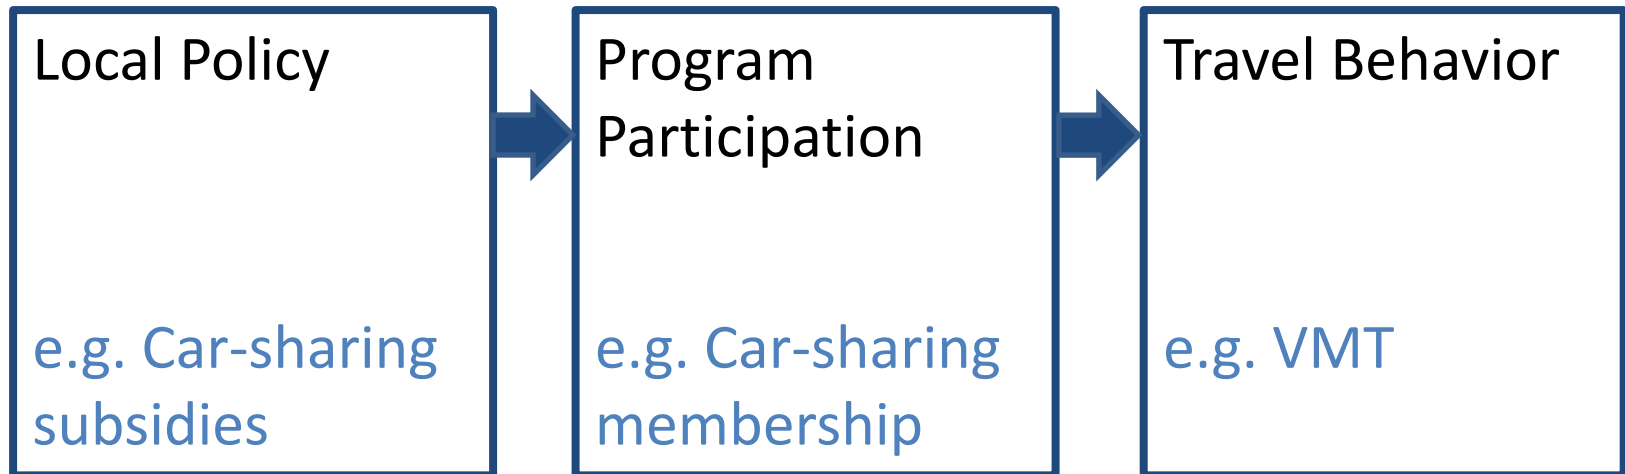 Local Policy
e.g. Car-sharing
subsidies
Program
Participation
e.g. Car-sharing
membership
Travel Behavior
e.g. VMT